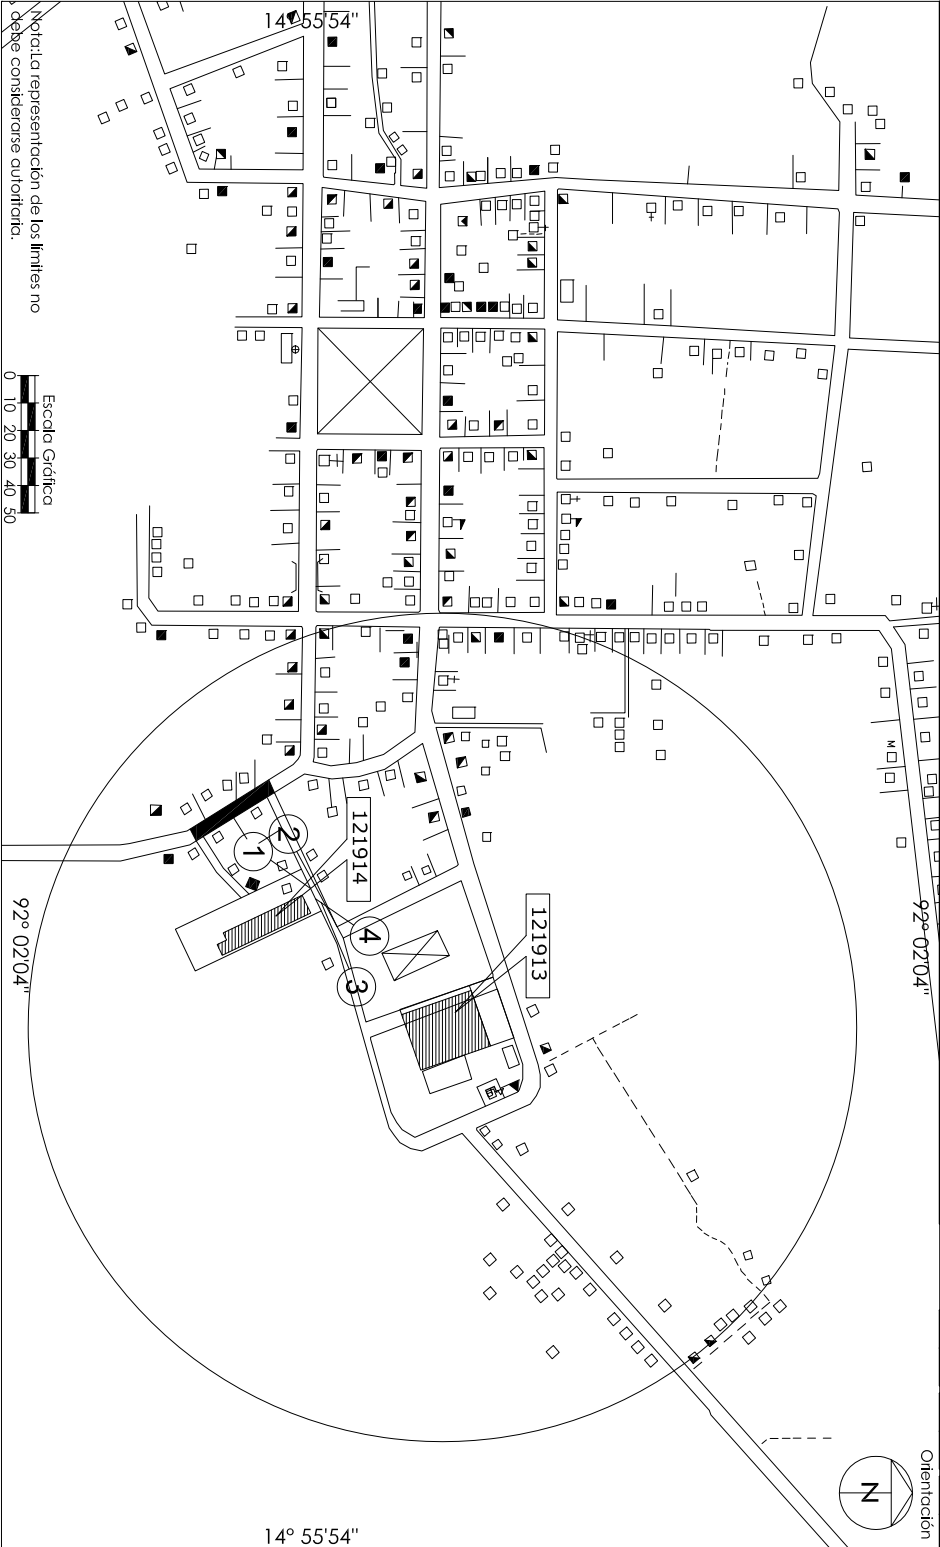 14° 55'54"
Nota:La representación de los límites no
debe considerarse autoritaria.
Escala Gráfica
0 10 20 30 40 50
92° 02'04"
92° 02'04"
M
121914
121913
1
2
4
3
Orientación
N
14° 55'54"